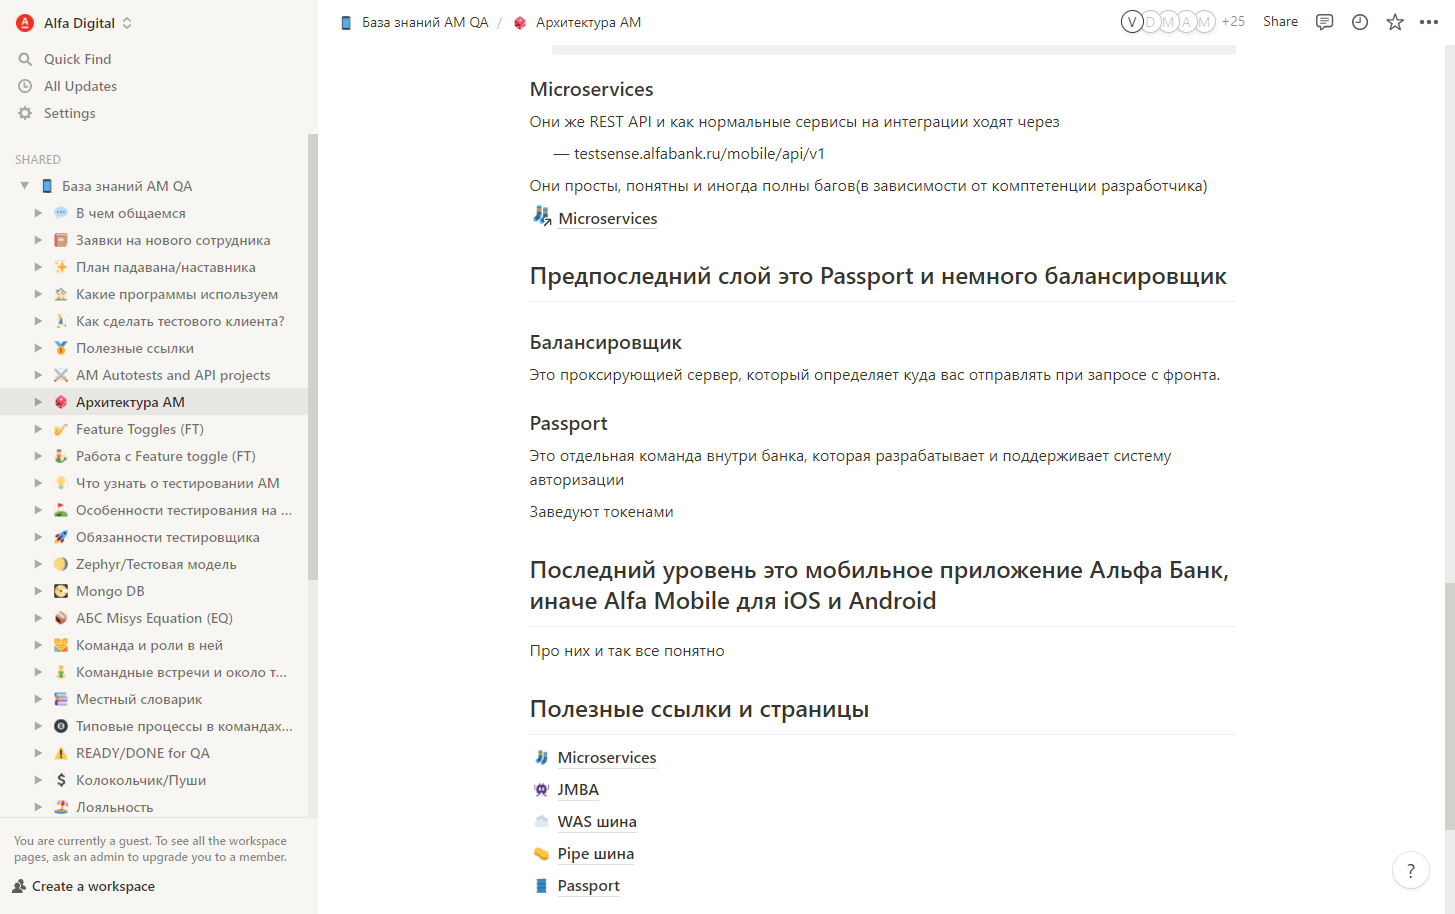 Alfa Digital
Quick Find
All Updates
Settings
SHARED
База знаний AM QA
В чем общаемся
Заявки на нового сотрудника
План падавана/наставника
Какие программы используем
Как сделать тестового клиента?
Полезные ссылки
AM Autotests and API projects
Архитектура АМ
Feature Toggles (FT)
Работа с Feature toggle (FT)
Что узнать о тестировании АМ
Особенности тестирования на ...
Обязанности тестировщика
Zephyr/Тестовая модель
Mongo DB
АБС Misys Equation (EQ)
Команда и роли в ней
Командные встречи и около т...
Местный словарик
Типовые процессы в командах...
READY/DONE for QA
Колокольчик/Пуши
Лояльность
You are currently a guest. To see all the workspace
pages, ask an admin to upgrade you to a member.
Create a workspace
База знаний AM QA / Архитектура АМ
V D M A M +25 Share
Microservices
Они же REST API и как нормальные сервисы на интеграции ходят через
— testsense.alfabank.ru/mobile/api/v1
Они просты, понятны и иногда полны багов(в зависимости от комптетенции разработчика)
Microservices
Предпоследний слой это Passport и немного балансировщик
Балансировщик
Это проксирующией сервер, который определяет куда вас отправлять при запросе с фронта.
Passport
Это отдельная команда внутри банка, которая разрабатывает и поддерживает систему
авторизации
Заведуют токенами
Последний уровень это мобильное приложение Альфа Банк,
иначе Alfa Mobile для iOS и Android
Про них и так все понятно
Полезные ссылки и страницы
Microservices
JMBA
WAS шина
Pipe шина
Passport
?